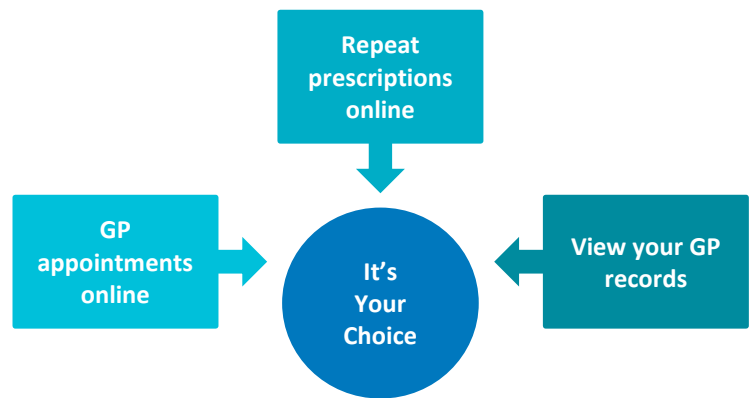 Repeat
prescriptions
online
GP
appointments
online
It’s
Your
Choice
View your GP
records